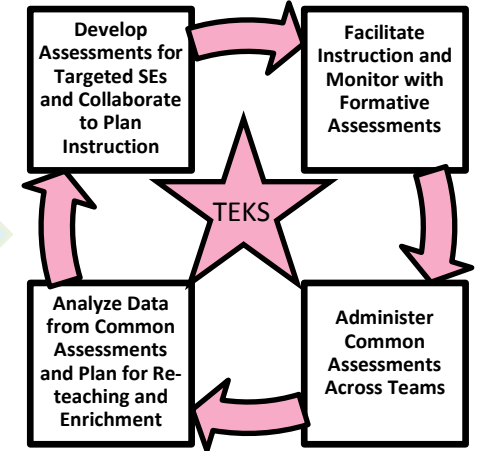 Develop
Assessments for
Targeted SEs
and Collaborate
to Plan
Instruction
Facilitate
Instruction and
Monitor with
Formative
Assessments
TEKS
Analyze Data
from Common
Assessments
and Plan for Re-
teaching and
Enrichment
Administer
Common
Assessments
Across Teams